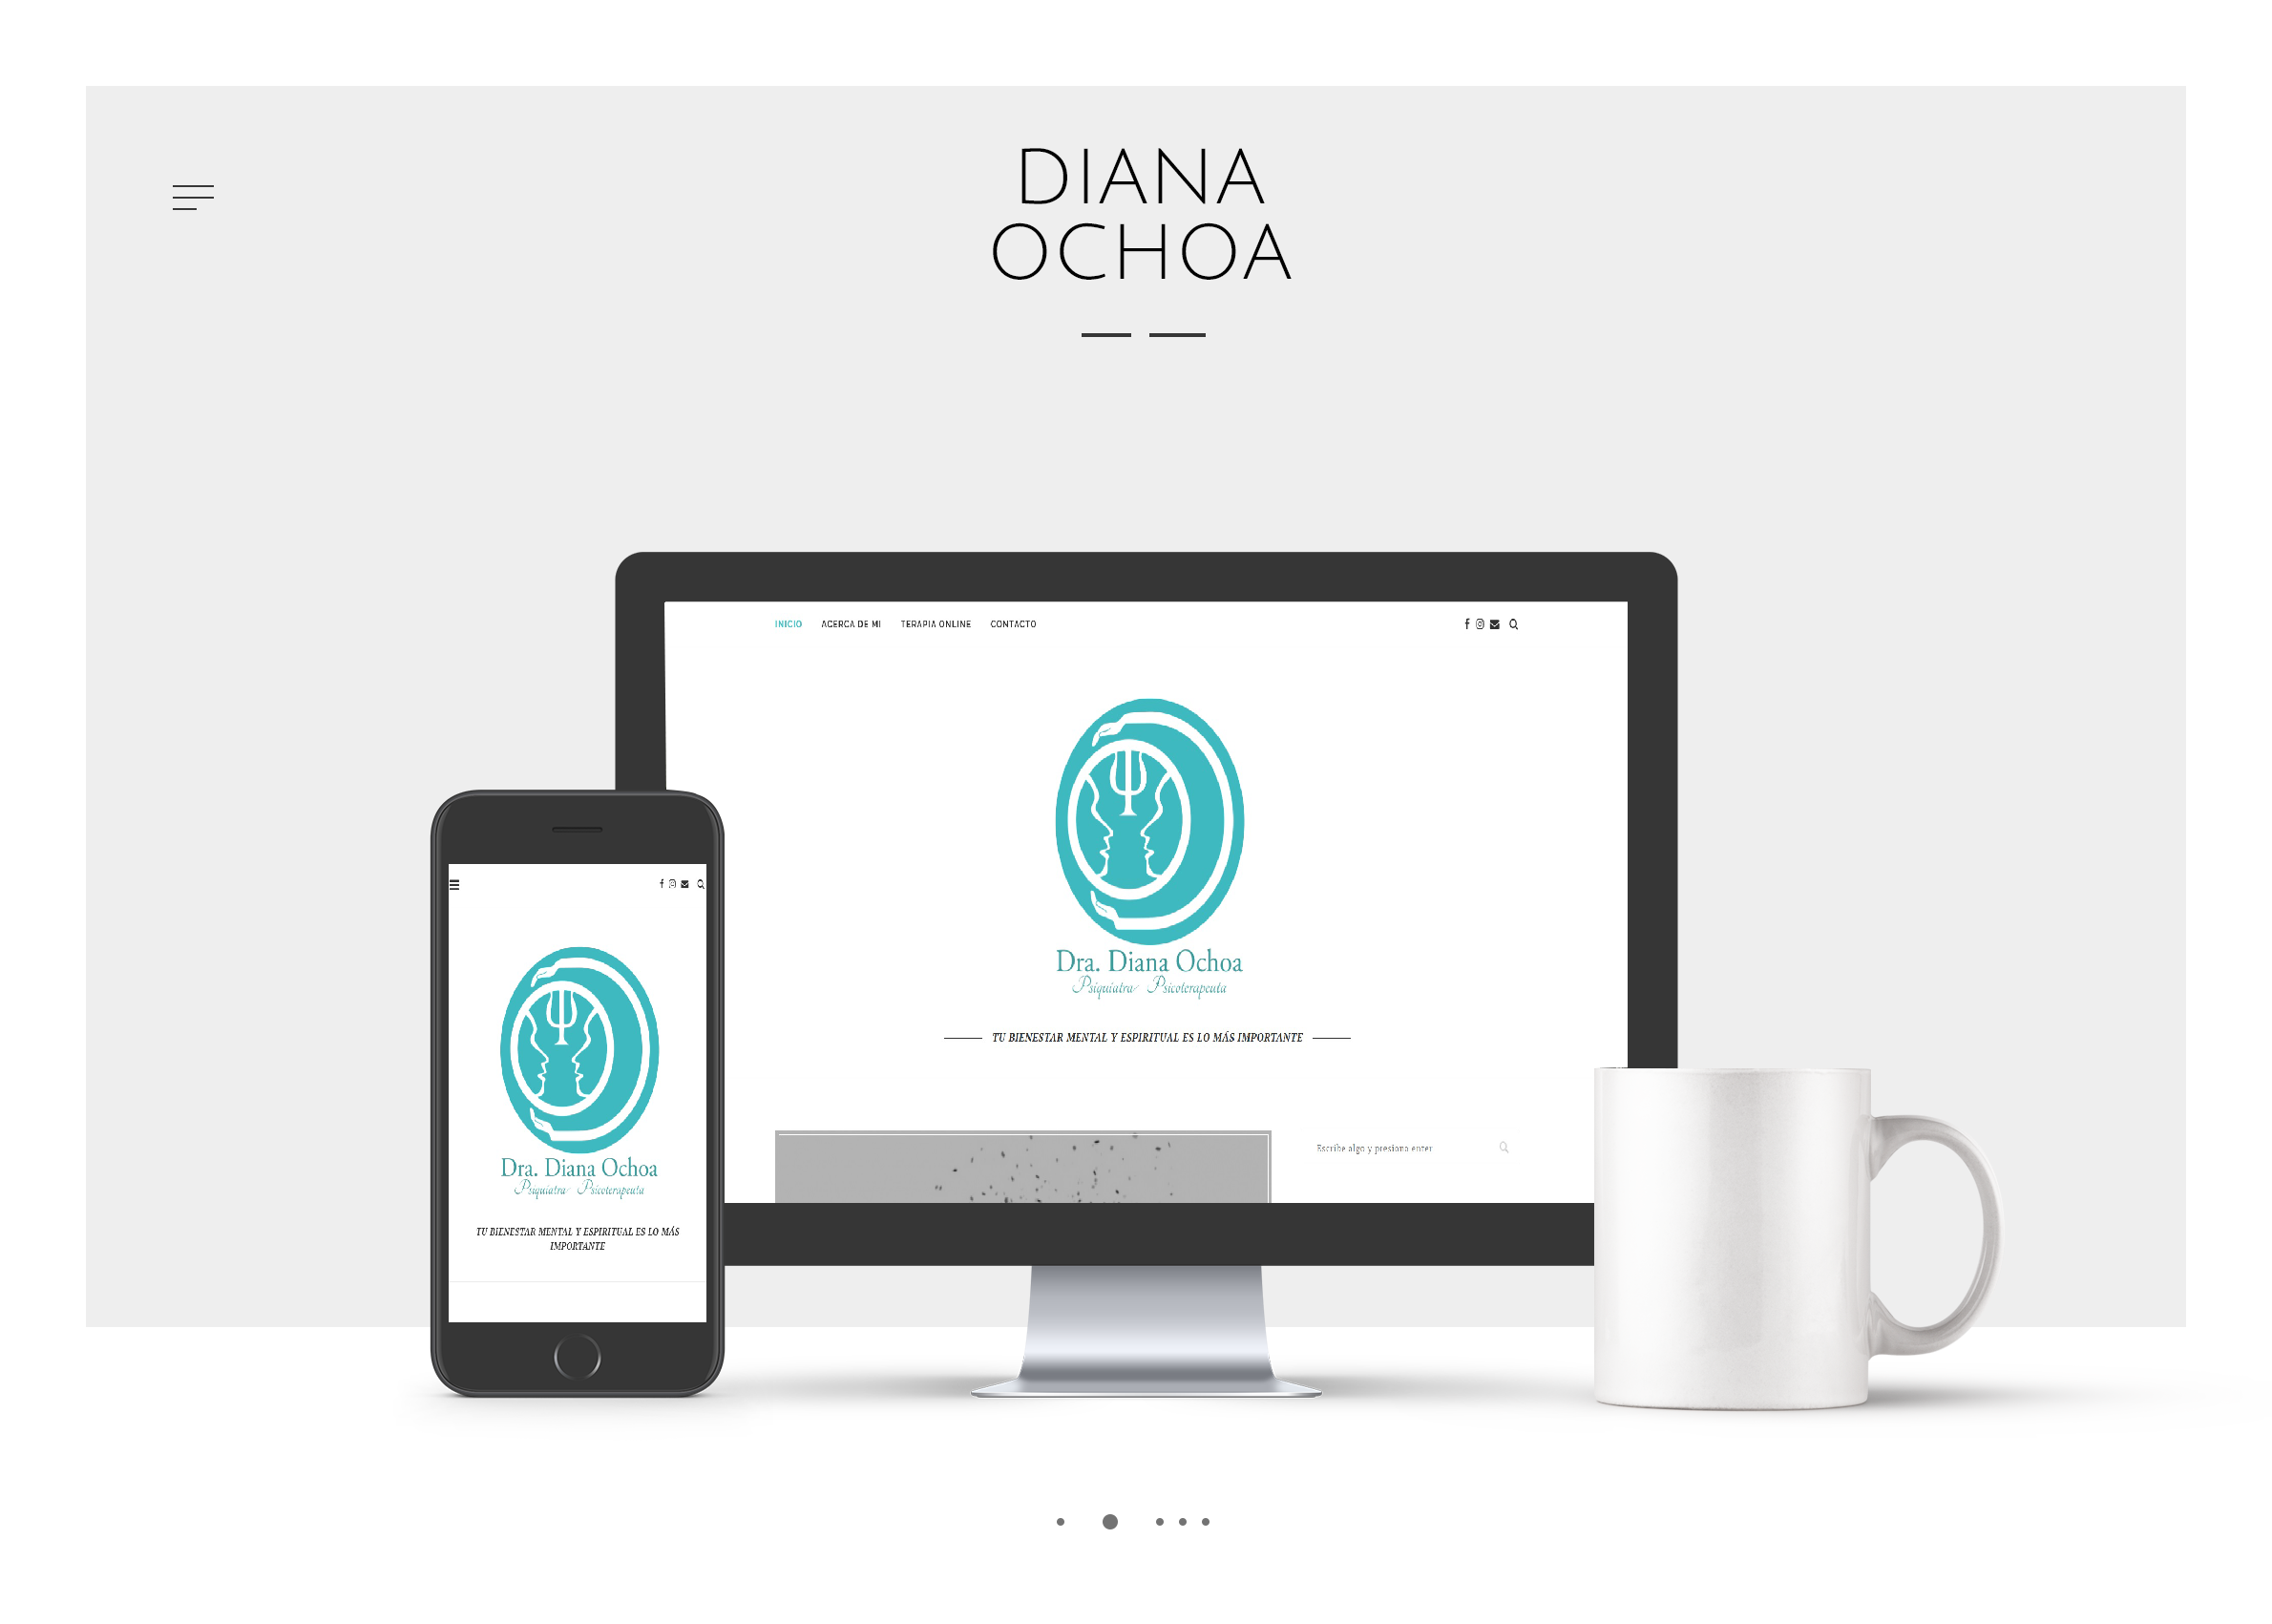 DIANA
OCHOA
INICIO ACERCA DE MI TERAPIA ONLINE CONTACTO
Dra. Diana Ochoa
Psiquiatra Psicoterapeuta
TU BIENESTAR MENTAL Y ESPIRITUAL ES LO MÁS IMPORTANTE
Escribe algo y presiona enter
Dra. Diana Ochoa
Psiquiatra Psicoterapeuta
TU BIENESTAR MENTAL Y ESPIRITUAL ES LO MÁS
IMPORTANTE